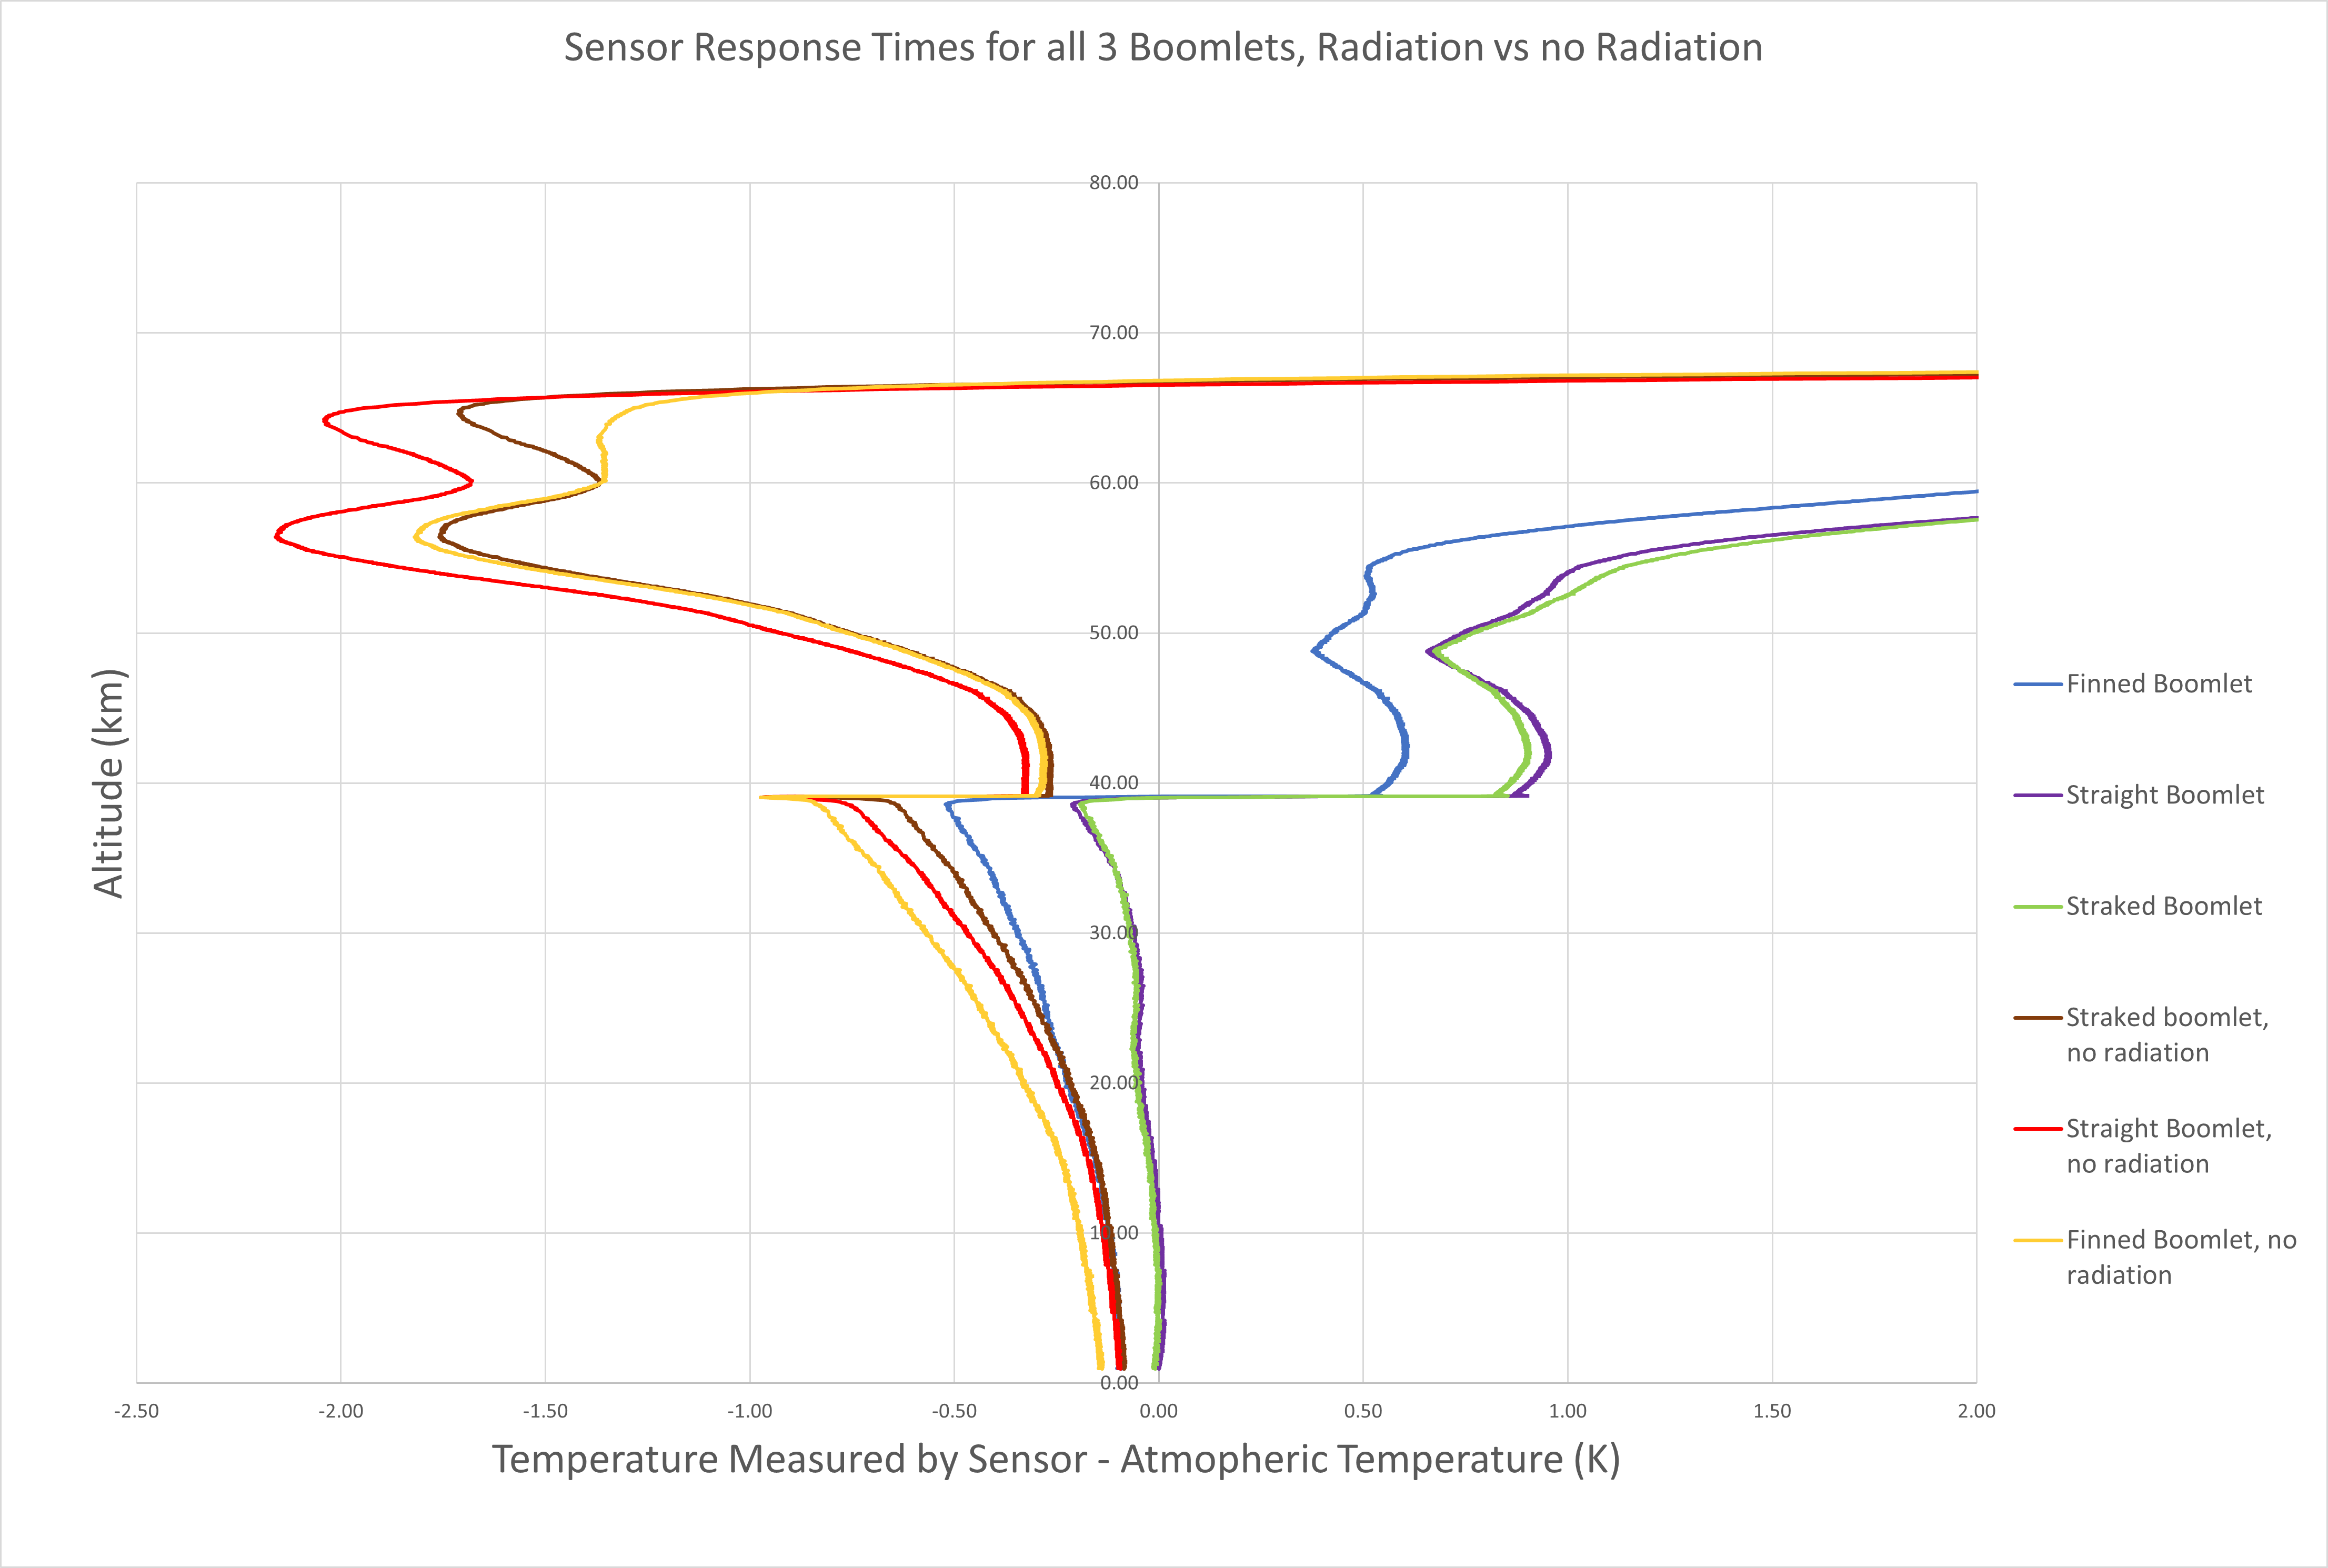 Sensor Response Times for all 3 Boomlets, Radiation vs no Radiation
80.00
70.00
60.00
50.00
40.00
30.00
20.00
10.00
0.00
Altitude (km)
-2.50 -2.00 -1.50 -1.00 -0.50 0.00 0.50 1.00 1.50 2.00
Temperature Measured by Sensor - Atmopheric Temperature (K)
Finned Boomlet
Straight Boomlet
Straked Boomlet
Straked boomlet,
no radiation
Straight Boomlet,
no radiation
Finned Boomlet, no
radiation